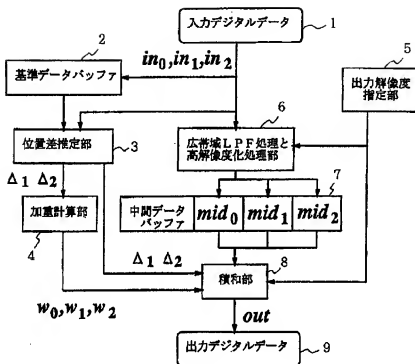 入力デジタルデータ
1
2
基準データバッファ
in0,in1,in2
5
出力解像度
指定部
6
位置差推定部
3
広帯域LPF処理と
高解像度化処理部
Δ1 Δ2
7
加重計算部
4
中間データ
バッファ
mid0
mid1
mid2
Δ1 Δ2
8
積和部
w0,w1,w2
out
出力デジタルデータ
9